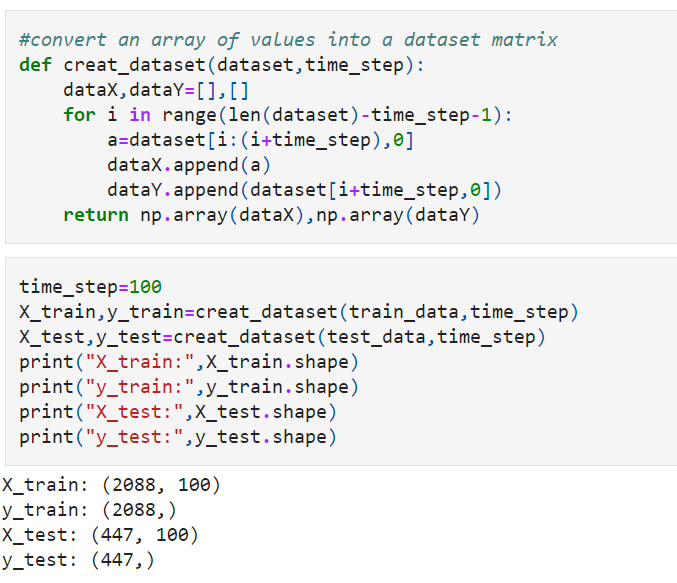 #convert an array of values into a dataset matrix
def creat_dataset(dataset,time_step):
    dataX,dataY=[],[]
    for i in range(len(dataset)-time_step-1):
        a=dataset[i:(i+time_step),0]
        dataX.append(a)
        dataY.append(dataset[i+time_step,0])
    return np.array(dataX),np.array(dataY)
time_step=100
X_train,y_train=creat_dataset(train_data,time_step)
X_test,y_test=creat_dataset(test_data,time_step)
print("X_train:",X_train.shape)
print("y_train:",y_train.shape)
print("X_test:",X_test.shape)
print("y_test:",y_test.shape)
X_train: (2088, 100)
y_train: (2088,)
X_test: (447, 100)
y_test: (447,)